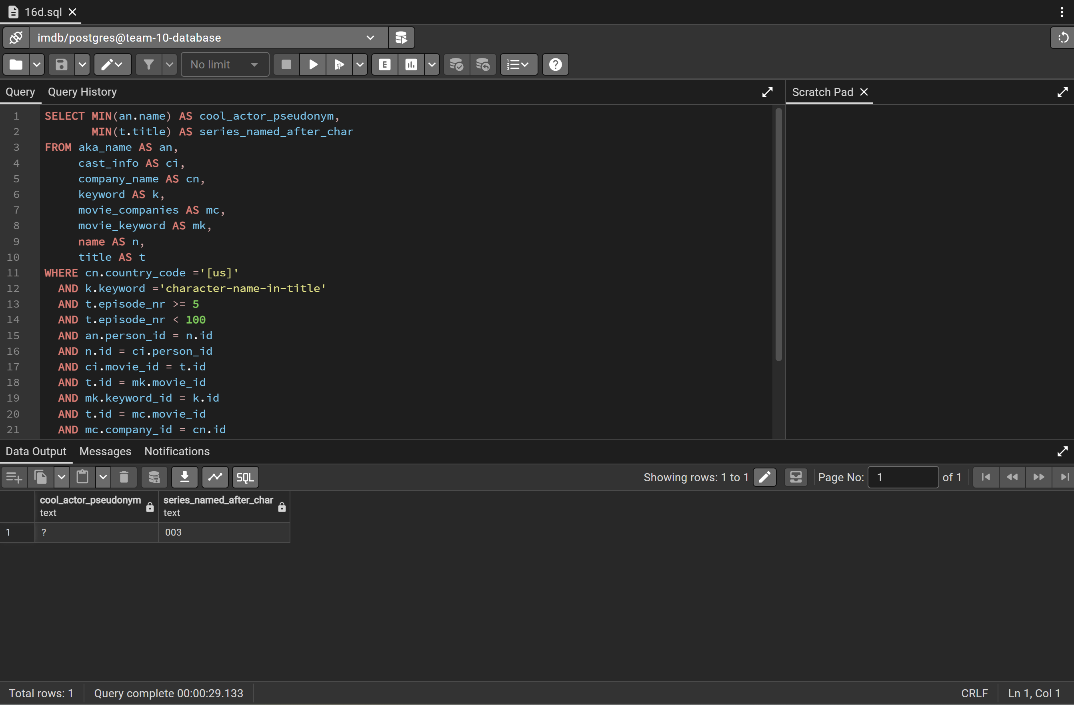 16d.sql
imdb/postgres@team-10-database
No limit
E
SQL
Query Query History
Scratch Pad
1 SELECT MIN(an.name) AS cool_actor_pseudonym,
2 MIN(t.title) AS series_named_after_char
3 FROM aka_name AS an,
4 cast_info AS ci,
5 company_name AS cn,
6 keyword AS k,
7 movie_companies AS mc,
8 movie_keyword AS mk,
9 name AS n,
10 title AS t
11 WHERE cn.country_code ='[us]'
12 AND k.keyword ='character-name-in-title'
13 AND t.episode_nr >= 5
14 AND t.episode_nr < 100
15 AND an.person_id = n.id
16 AND n.id = ci.person_id
17 AND ci.movie_id = t.id
18 AND t.id = mk.movie_id
19 AND mk.keyword_id = k.id
20 AND t.id = mc.movie_id
21 AND mc.company_id = cn.id
Data Output Messages Notifications
Showing rows: 1 to 1
Page No: 1 of 1
cool_actor_pseudonym series_named_after_char
text text
1 ? 003
Total rows: 1 Query complete 00:00:29.133 CRLF Ln 1, Col 1